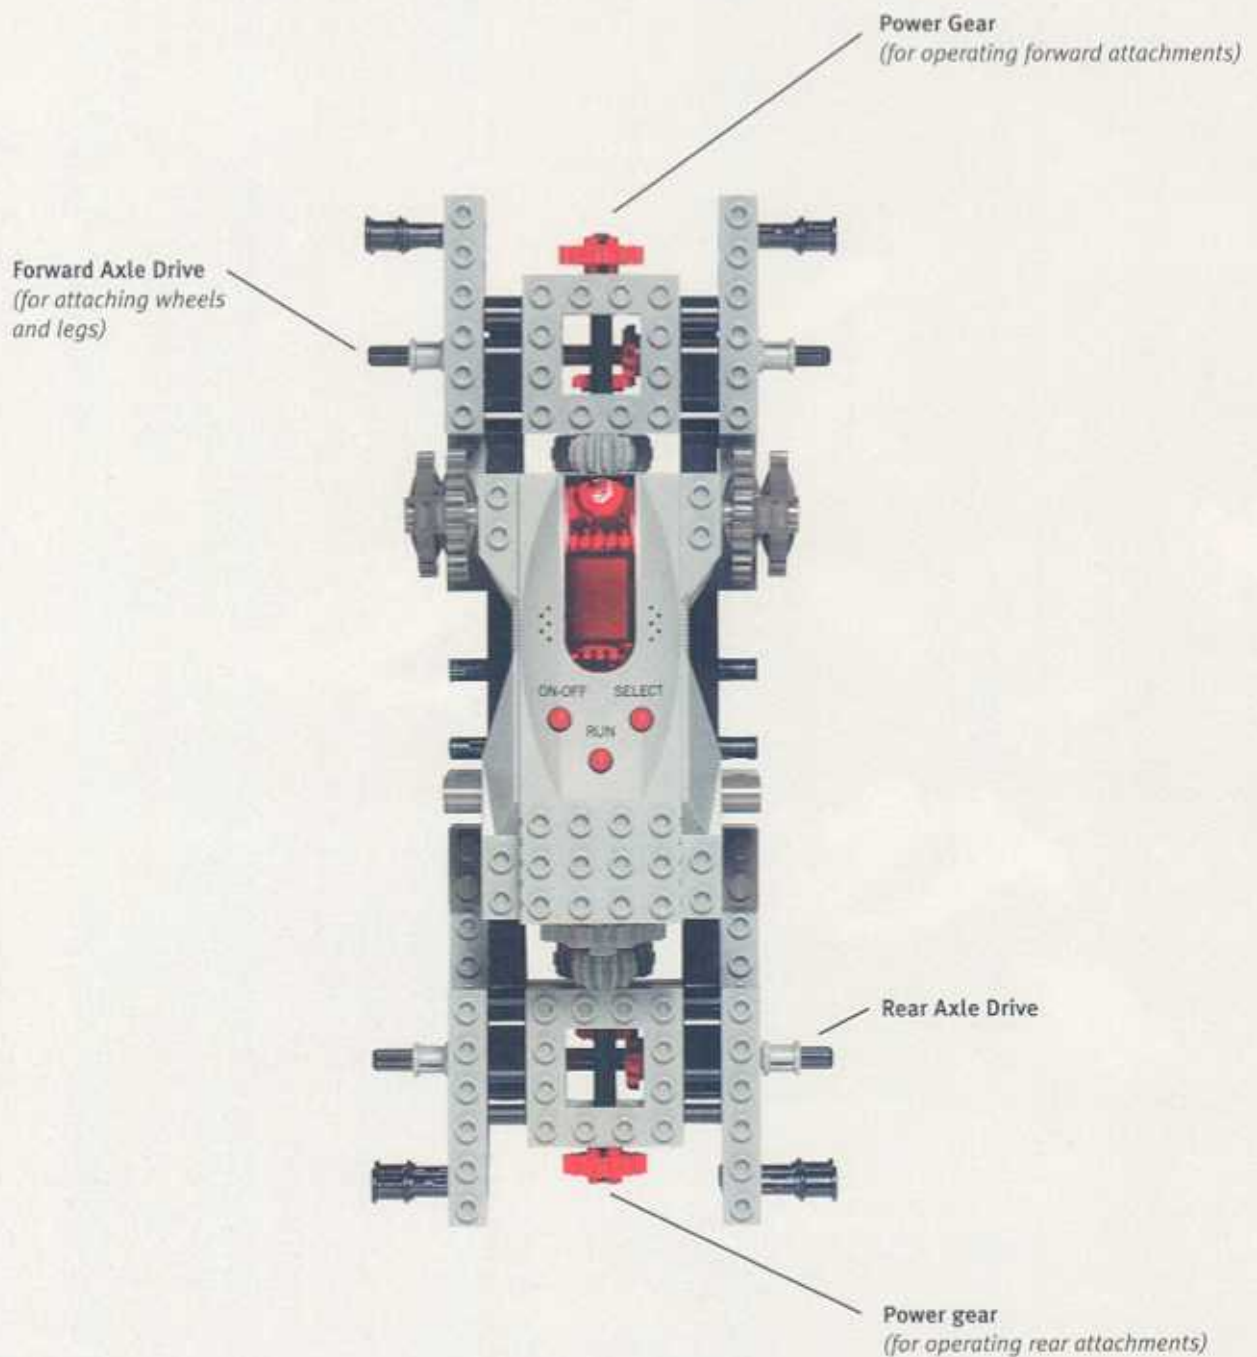 Power Gear
(for operating forward attachments)
Forward Axle Drive
(for attaching wheels
and legs)
ON-OFF SELECT
RUN
Rear Axle Drive
Power gear
(for operating rear attachments)